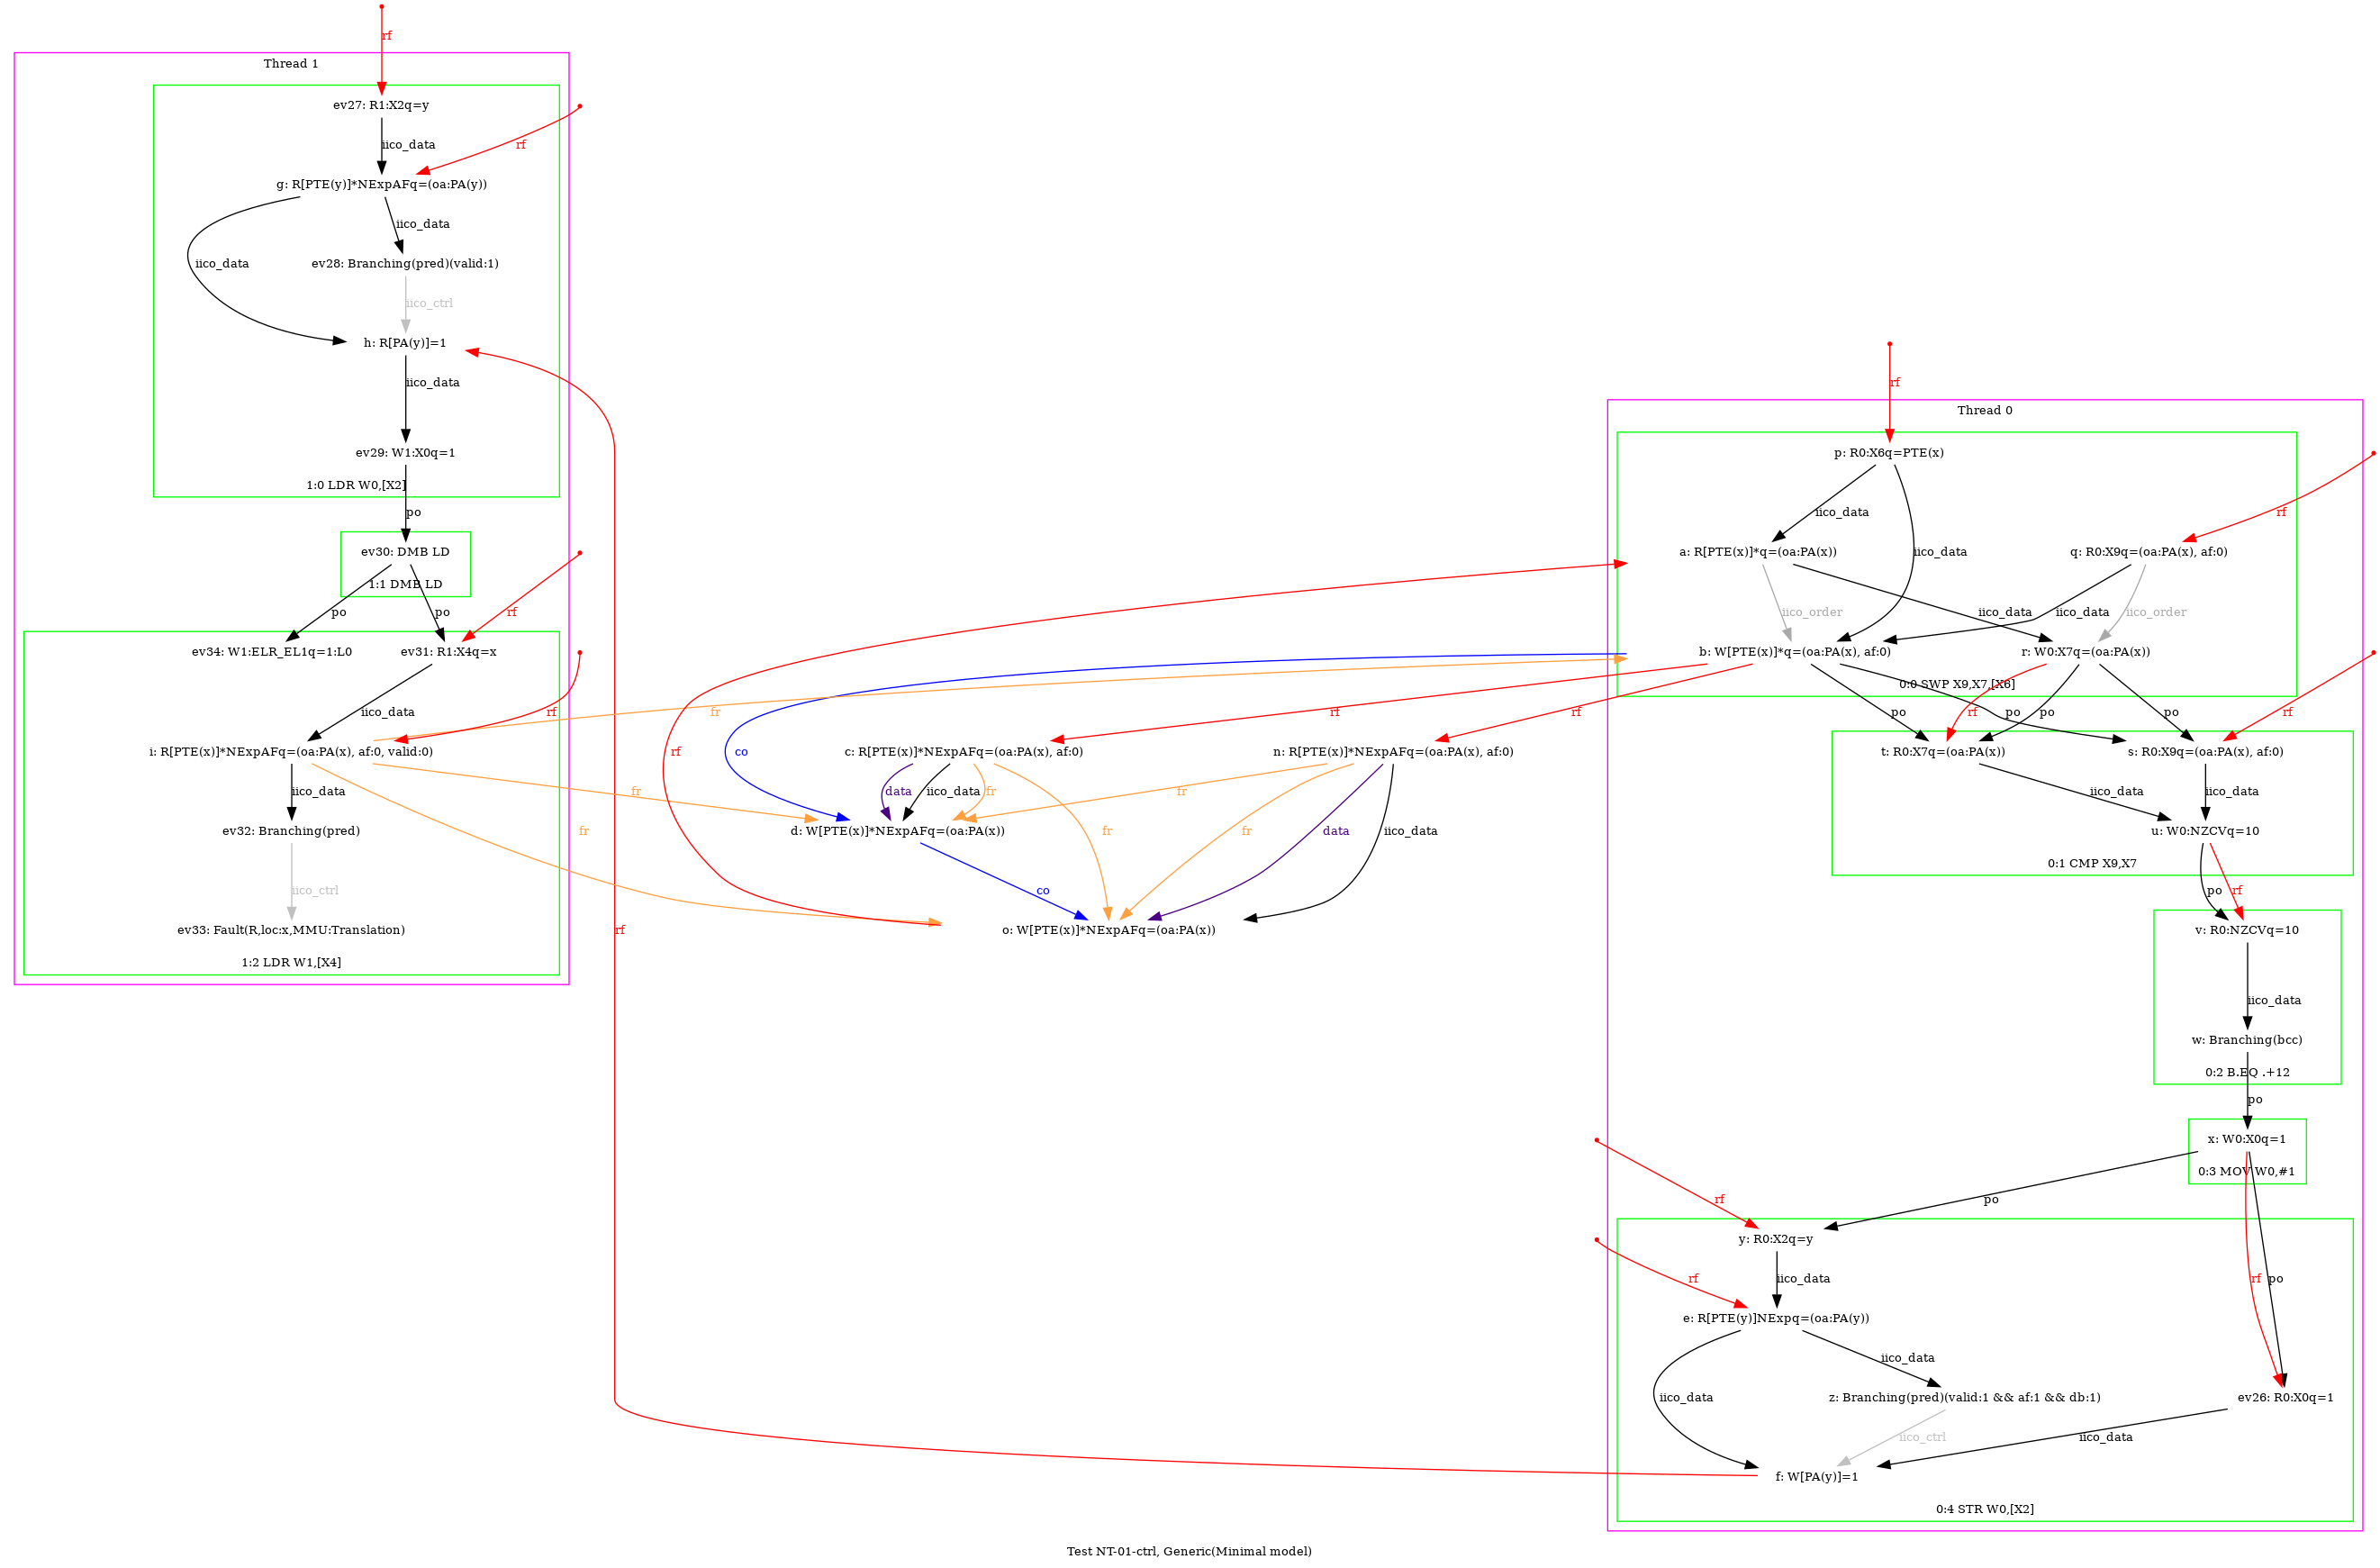 rf
Thread 1
ev27: R1:X2q=y
iico_data
rf
g: R[PTE(y)]*NExpAFq=(oa:PA(y))
iico_data
iico_data
ev28: Branching(pred)(valid:1)
iico_ctrl
h: R[PA(y)]=1
iico_data
ev29: W1:X0q=1
1:0 LDR W0,[X2]
po
ev30: DMB LD
1:1 DMB LD
po
po
rf
ev34: W1:ELR_EL1q=1:L0
ev31: R1:X4q=x
iico_data
rf
i: R[PTE(x)]*NExpAFq=(oa:PA(x), af:0, valid:0)
iico_data
ev32: Branching(pred)
iico_ctrl
ev33: Fault(R,loc:x,MMU:Translation)
1:2 LDR W1,[X4]
fr
fr
fr
rf
rf
co
c: R[PTE(x)]*NExpAFq=(oa:PA(x), af:0)
data
iico_data
fr
fr
d: W[PTE(x)]*NExpAFq=(oa:PA(x))
co
n: R[PTE(x)]*NExpAFq=(oa:PA(x), af:0)
fr
fr
data
iico_data
o: W[PTE(x)]*NExpAFq=(oa:PA(x))
rf
rf
rf
Thread 0
p: R0:X6q=PTE(x)
iico_data
iico_data
rf
a: R[PTE(x)]*q=(oa:PA(x))
q: R0:X9q=(oa:PA(x), af:0)
iico_order
iico_data
iico_data
iico_order
b: W[PTE(x)]*q=(oa:PA(x), af:0)
r: W0:X7q=(oa:PA(x))
0:0 SWP X9,X7,[X6]
po
po
rf
po
po
rf
t: R0:X7q=(oa:PA(x))
s: R0:X9q=(oa:PA(x), af:0)
iico_data
iico_data
u: W0:NZCVq=10
0:1 CMP X9,X7
po
rf
v: R0:NZCVq=10
iico_data
w: Branching(bcc)
0:2 B.EQ .+12
po
x: W0:X0q=1
0:3 MOV W0,#1
rf
po
y: R0:X2q=y
rf
iico_data
rf
po
e: R[PTE(y)]NExpq=(oa:PA(y))
iico_data
iico_data
z: Branching(pred)(valid:1 && af:1 && db:1)
ev26: R0:X0q=1
iico_ctrl
iico_data
f: W[PA(y)]=1
0:4 STR W0,[X2]
Test NT-01-ctrl, Generic(Minimal model)